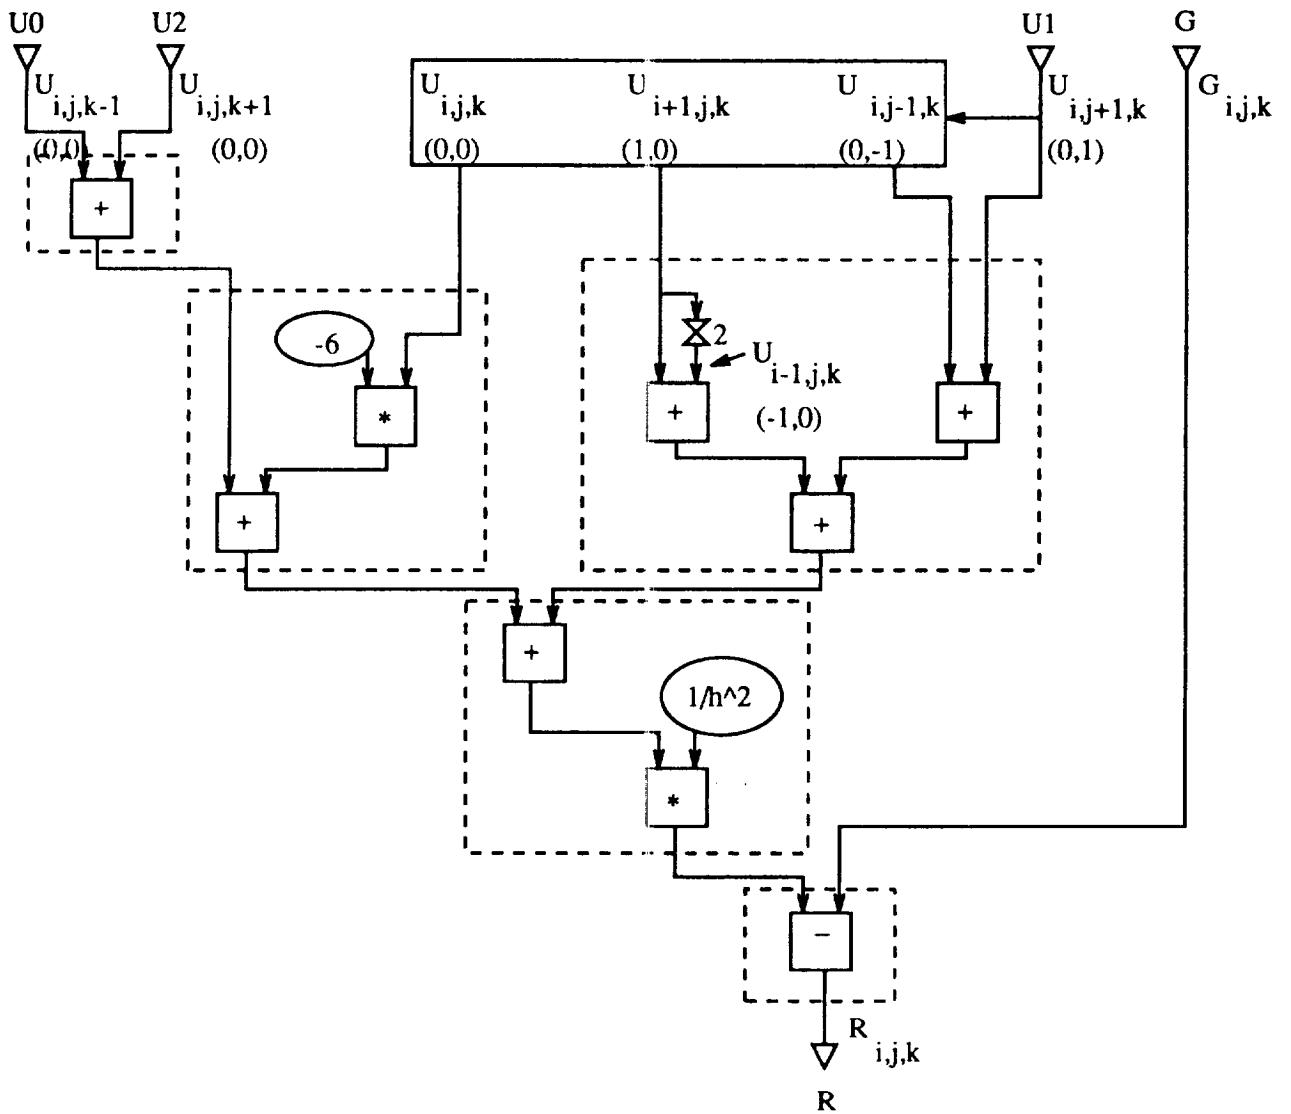 U0 U2 U1 G
U i,j,k-1 U i,j,k+1 U i,j,k U i+1,j,k U i,j-1,k U i,j+1,k G i,j,k
(0,0) (0,0) (0,0) (1,0) (0,-1) (0,1)
+
-6 2 U i-1,j,k
* + (-1,0) +
+ +
+
1/h^2
*
−
R i,j,k
R